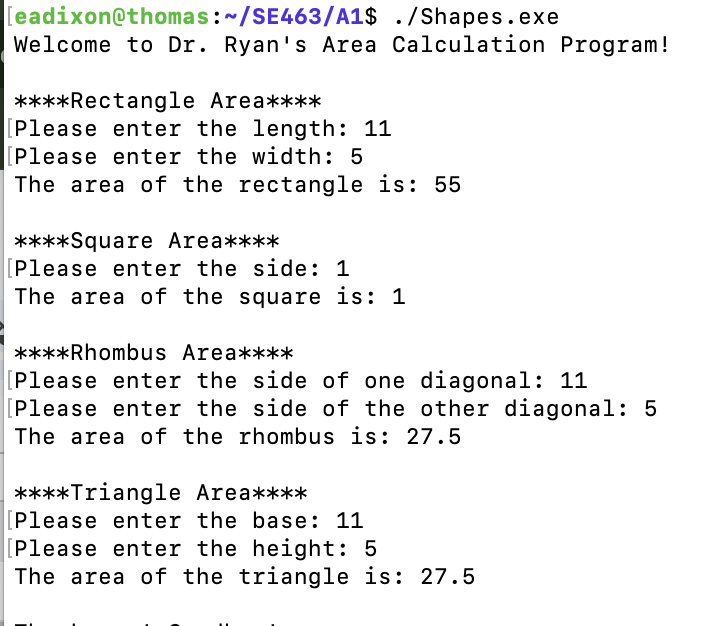 [eadixon@thomas:~/SE463/A1$ ./Shapes.exe
Welcome to Dr. Ryan's Area Calculation Program!
****Rectangle Area****
[Please enter the length: 11
[Please enter the width: 5
The area of the rectangle is: 55
****Square Area****
[Please enter the side: 1
The area of the square is: 1
****Rhombus Area****
[Please enter the side of one diagonal: 11
[Please enter the side of the other diagonal: 5
The area of the rhombus is: 27.5
****Triangle Area****
[Please enter the base: 11
[Please enter the height: 5
The area of the triangle is: 27.5